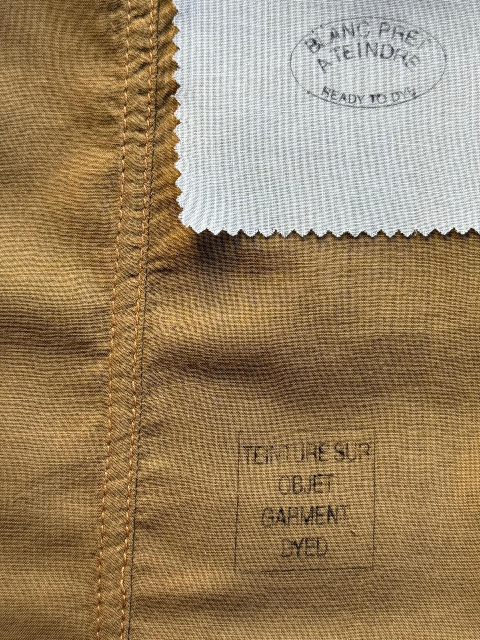 BLANC PRET
A TEINDRE
READY TO DYE
TEINTURE SUR
OBJET
GARMENT
DYED